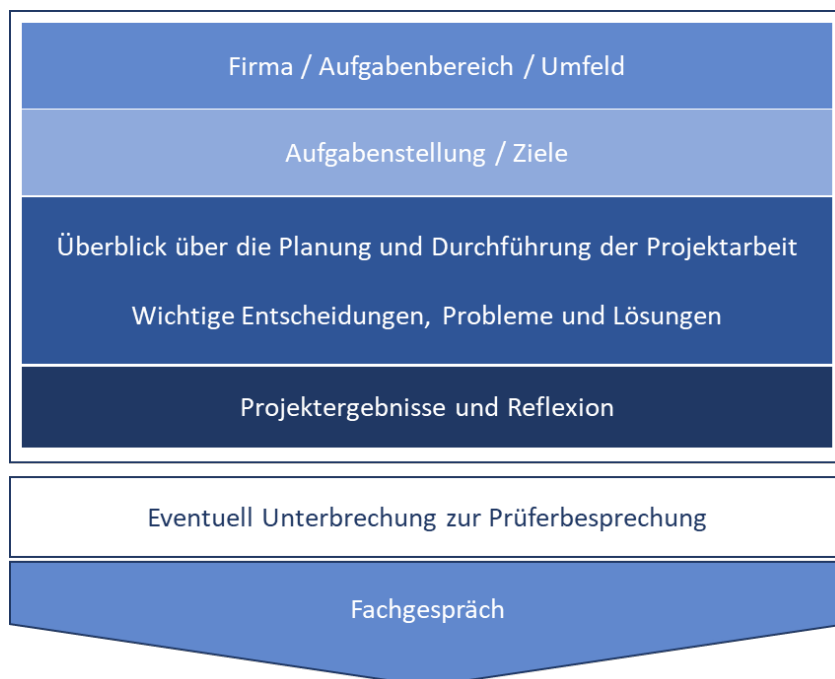 Firma / Aufgabenbereich / Umfeld
Aufgabenstellung / Ziele
Überblick über die Planung und Durchführung der Projektarbeit
Wichtige Entscheidungen, Probleme und Lösungen
Projektergebnisse und Reflexion
Eventuell Unterbrechung zur Prüferbesprechung
Fachgespräch